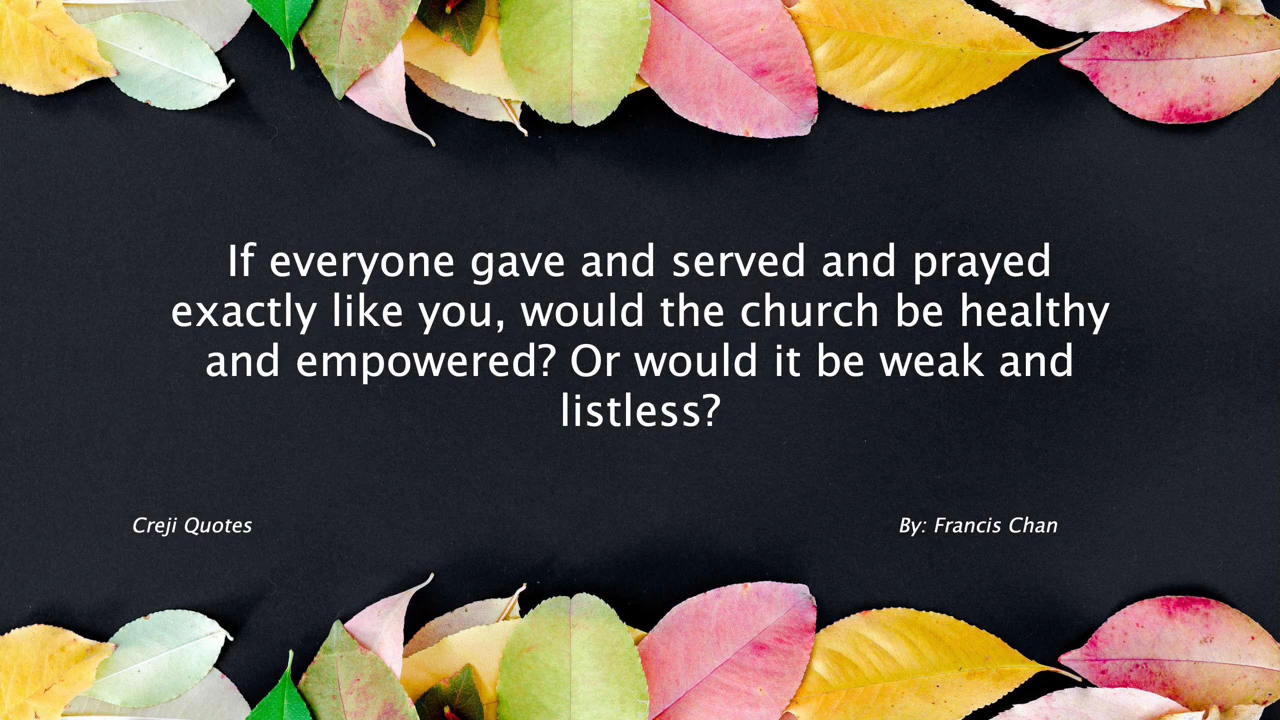 If everyone gave and served and prayed
exactly like you, would the church be healthy
and empowered? Or would it be weak and
listless?
Creji Quotes
By: Francis Chan